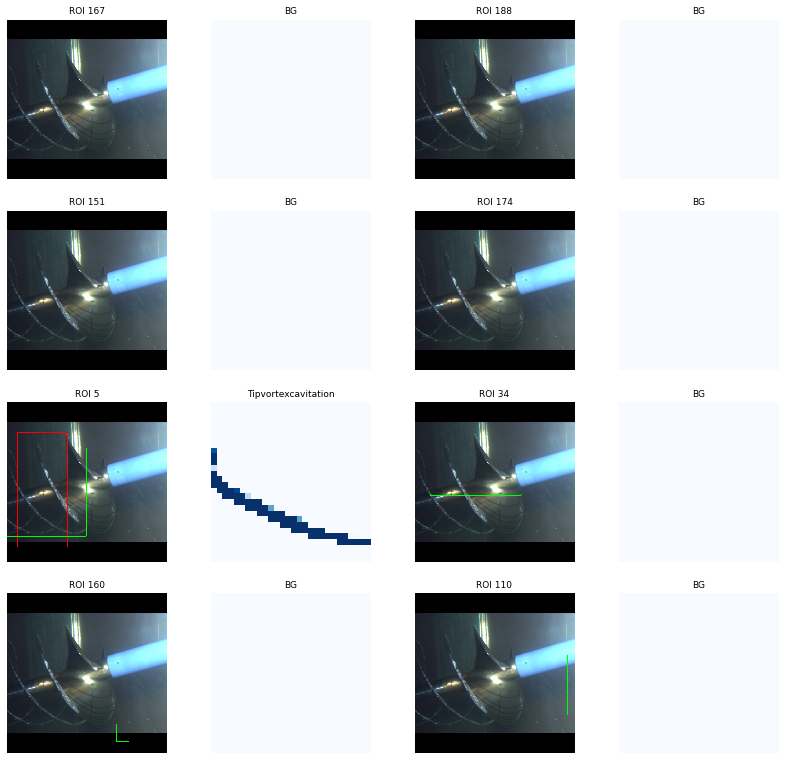 ROI 167 BG ROI 188 BG
ROI 151 BG ROI 174 BG
ROI 5 Tipvortexcavitation ROI 34 BG
ROI 160 BG ROI 110 BG